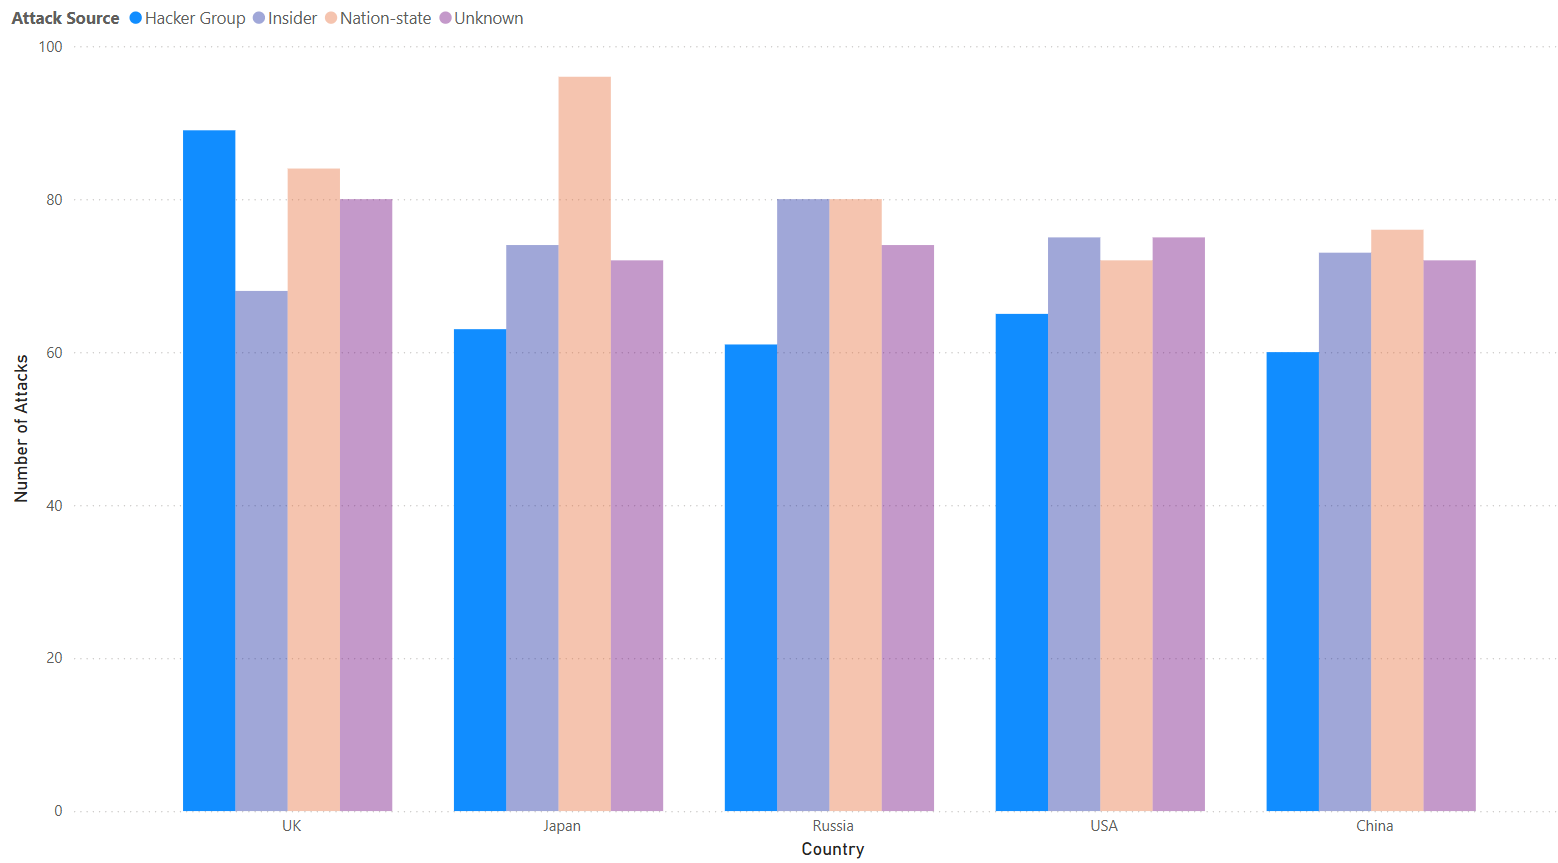 Attack Source Hacker Group Insider Nation-state Unknown
100
80
60
40
20
0
Number of Attacks
UK Japan Russia USA China
Country